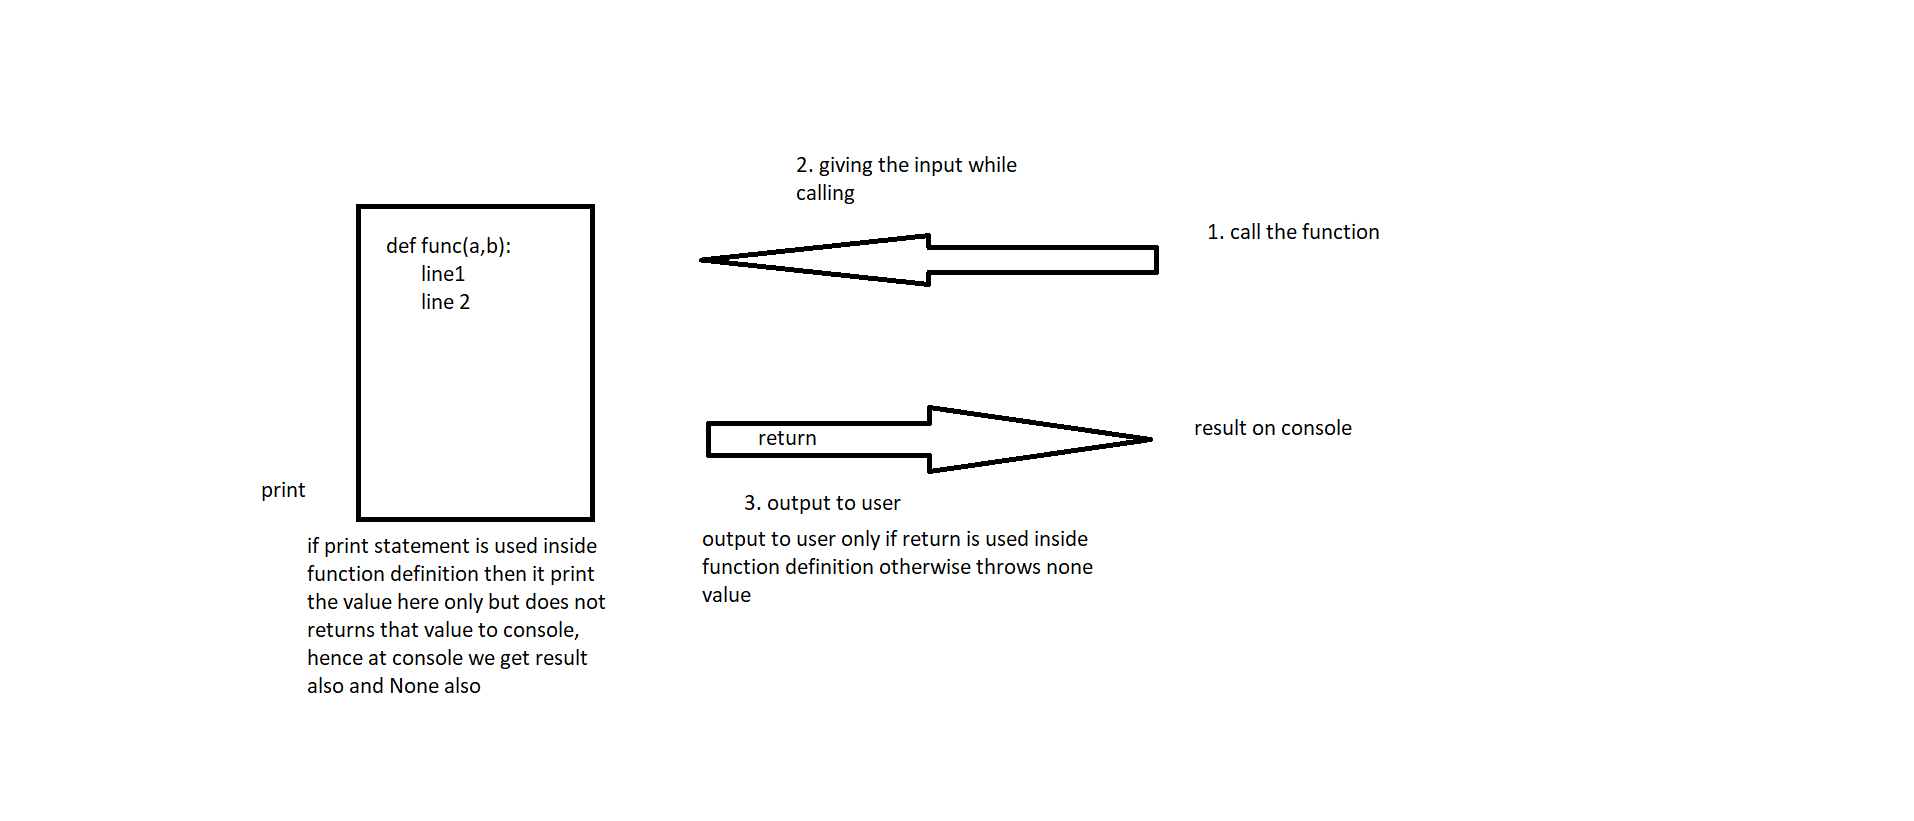 2. giving the input while
calling
1. call the function
def func(a,b):
line1
line 2
return
result on console
print
3. output to user
output to user only if return is used inside
function definition otherwise throws none
value
if print statement is used inside
function definition then it print
the value here only but does not
returns that value to console,
hence at console we get result
also and None also